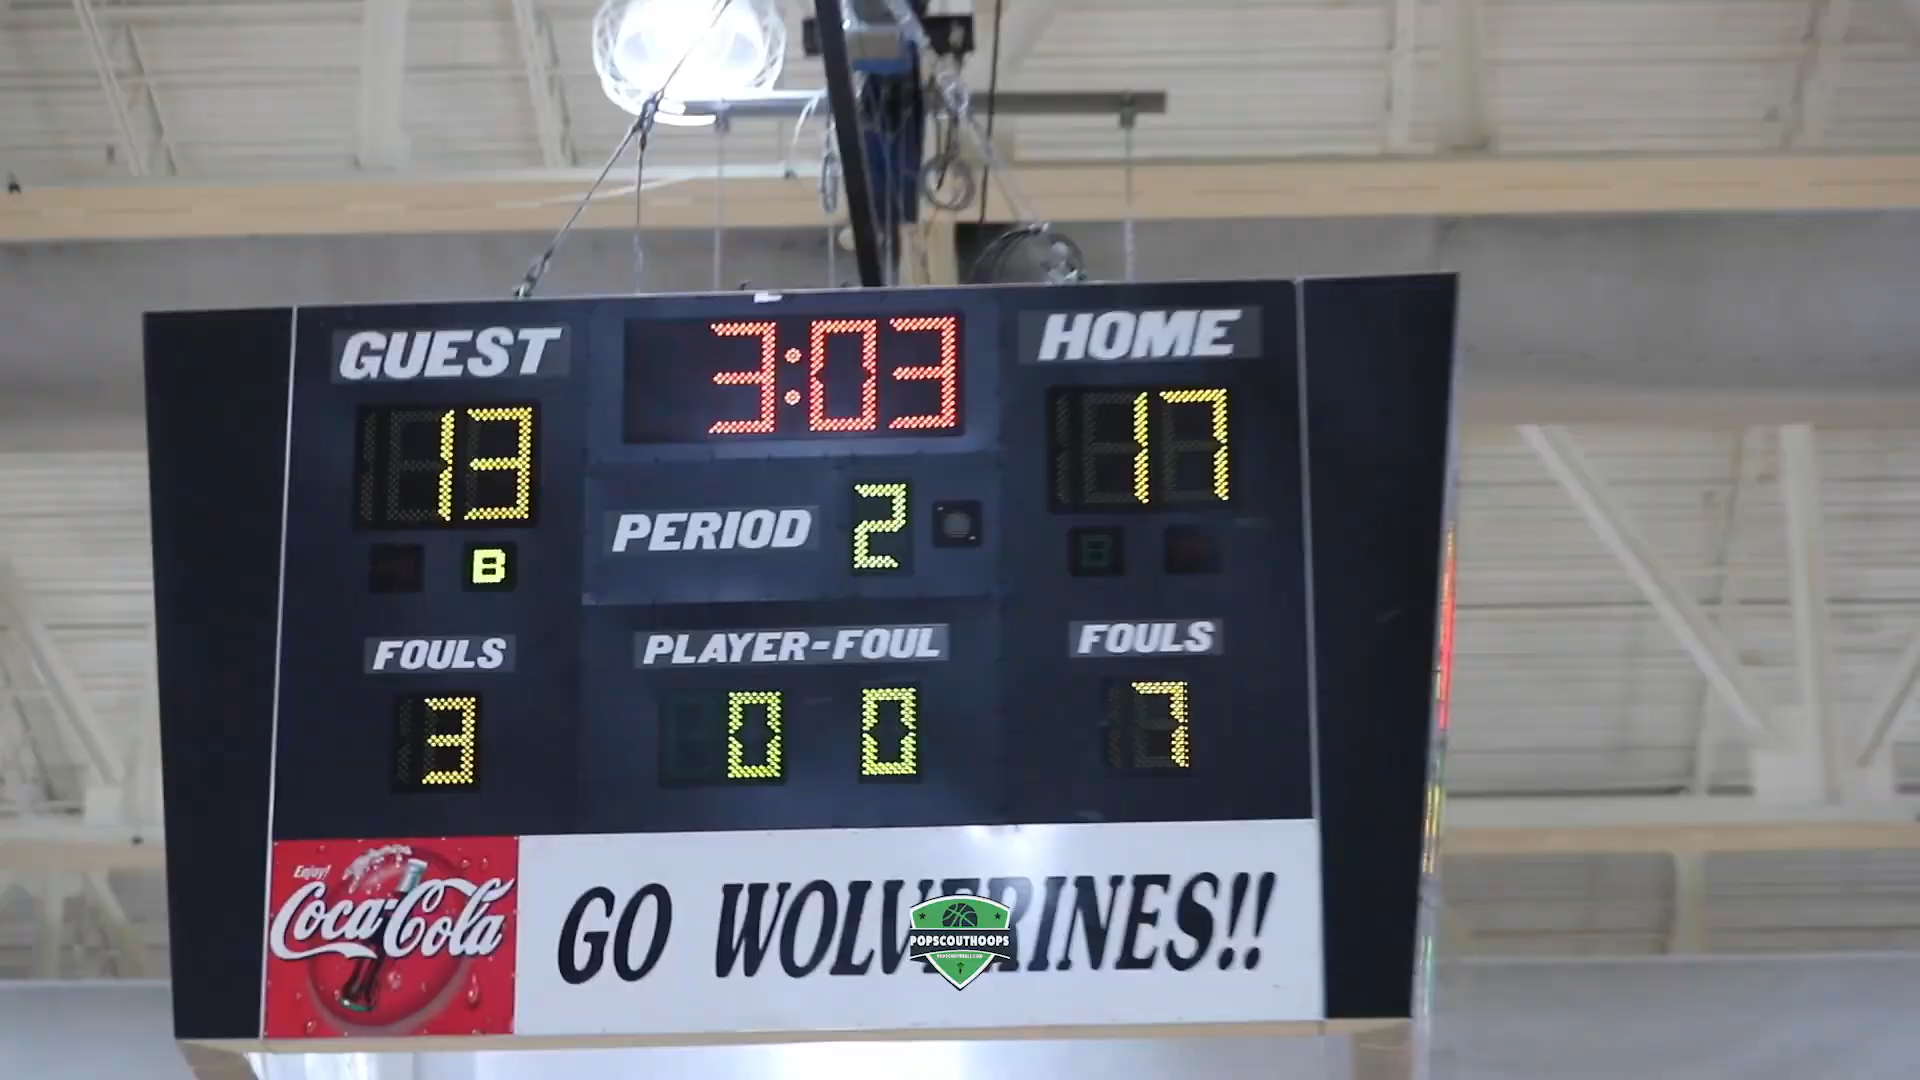 GUEST
3:03
HOME
13
17
PERIOD 2
B
B
FOULS
PLAYER-FOUL
FOULS
3
0 0
7
Enjoy!
Coca-Cola
GO WOLVERINES!!
POPSCOUTHOOPS